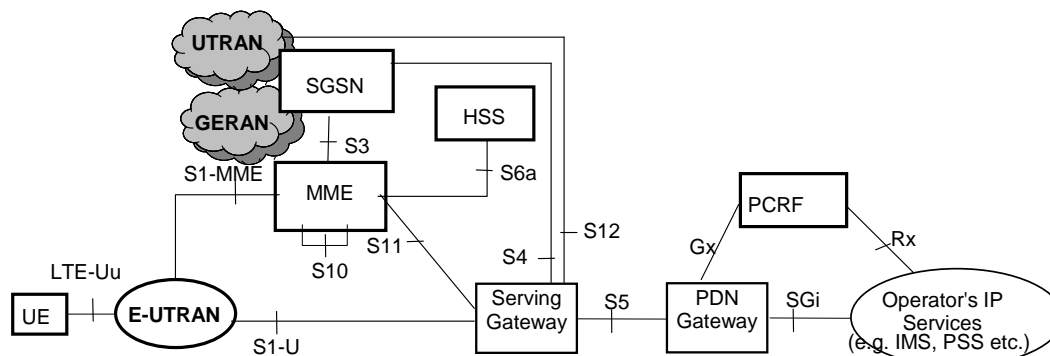 UTRAN
SGSN
HSS
GERAN
S3
S1-MME
S6a
MME
PCRF
S12
S11
Gx
Rx
S4
S10
LTE-Uu
Serving
Gateway
PDN
Gateway
Operator's IP
Services
(e.g. IMS, PSS etc.)
S5
SGi
UE
E-UTRAN
S1-U